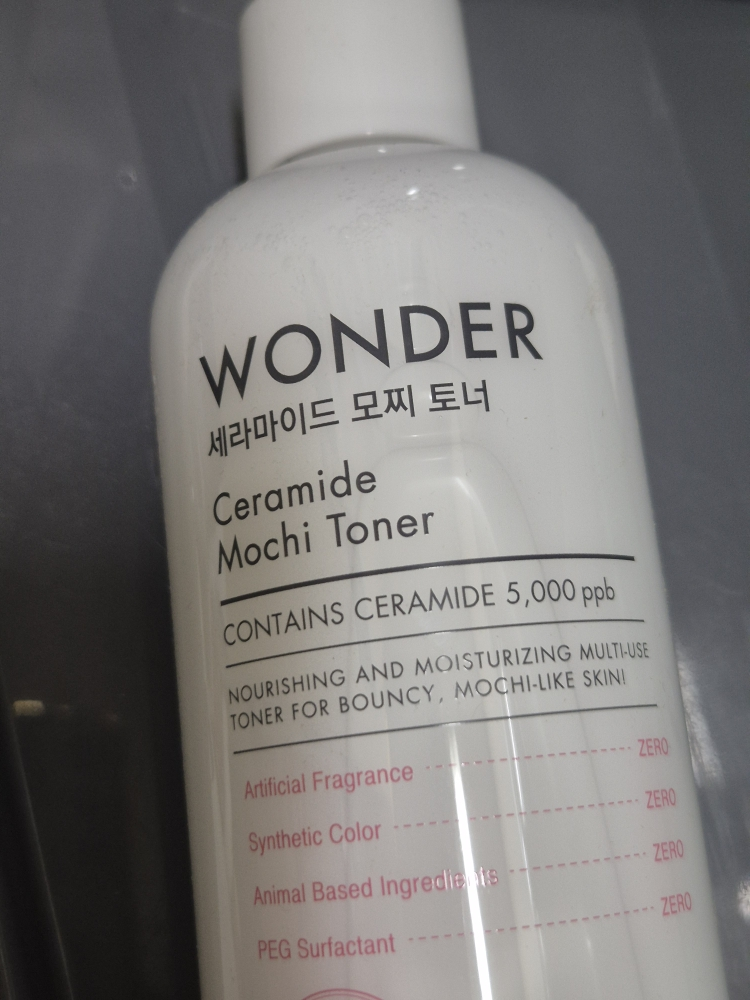 WONDER
세라마이드 모찌 토너
Ceramide
Mochi Toner
CONTAINS CERAMIDE 5,000 ppb
NOURISHING AND MOISTURIZING MULTI-USE
TONER FOR BOUNCY, MOCHI-LIKE SKIN!
Artificial Fragrance ZERO
Synthetic Color ZERO
Animal Based Ingredients ZERO
PEG Surfactant ZERO